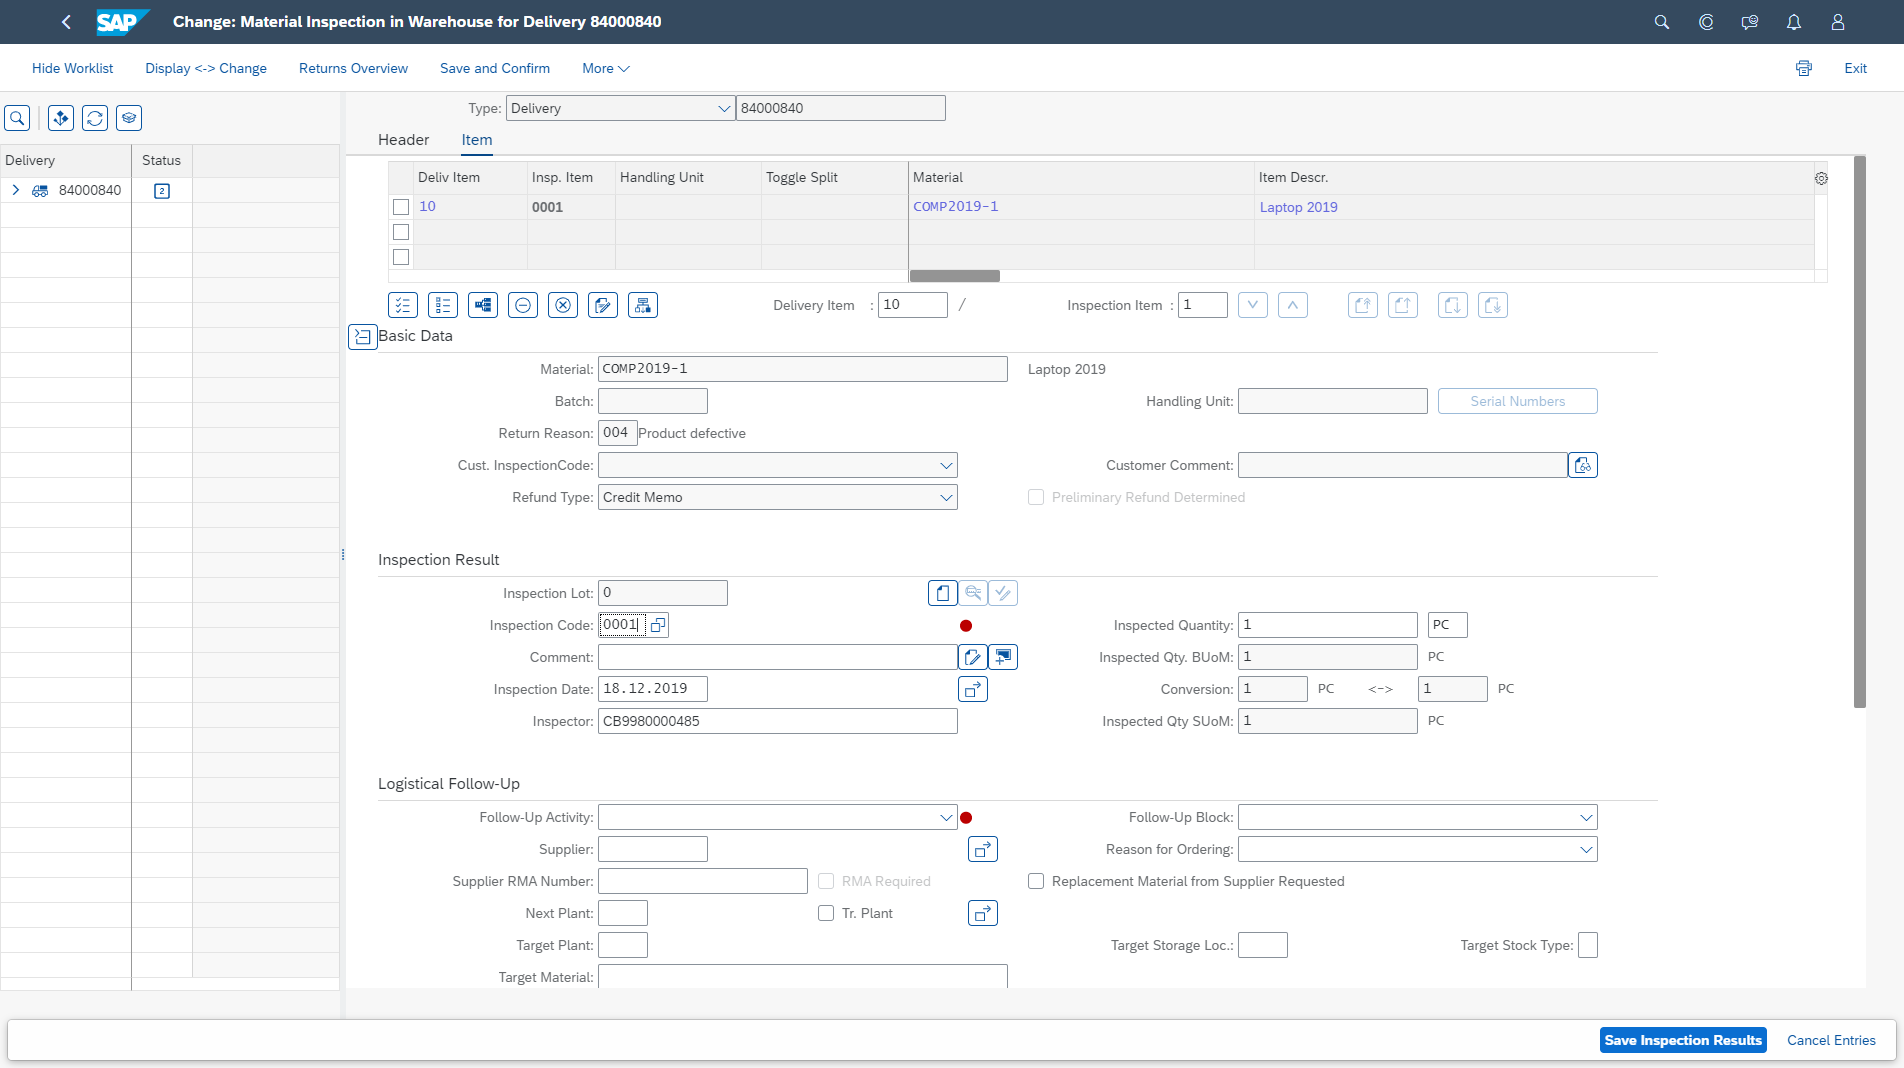 SAP Change: Material Inspection in Warehouse for Delivery 84000840
Hide Worklist Display <-> Change Returns Overview Save and Confirm More Exit
Type: Delivery 84000840
Header Item
Delivery Status
84000840 2
Deliv Item Insp. Item Handling Unit Toggle Split Material Item Descr.
10 0001 COMP2019-1 Laptop 2019
Delivery Item : 10 / Inspection Item : 1
Basic Data
Material: COMP2019-1 Laptop 2019
Batch: Handling Unit: Serial Numbers
Return Reason: 004 Product defective
Cust. InspectionCode: Customer Comment:
Refund Type: Credit Memo Preliminary Refund Determined
Inspection Result
Inspection Lot: 0
Inspection Code: 0001 Inspected Quantity: 1 PC
Comment: Inspected Qty. BUoM: 1 PC
Inspection Date: 18.12.2019 Conversion: 1 PC <-> 1 PC
Inspector: CB9980000485 Inspected Qty SUoM: 1 PC
Logistical Follow-Up
Follow-Up Activity: Follow-Up Block:
Supplier: Reason for Ordering:
Supplier RMA Number: RMA Required Replacement Material from Supplier Requested
Next Plant: Tr. Plant
Target Plant: Target Storage Loc.: Target Stock Type:
Target Material:
Save Inspection Results Cancel Entries